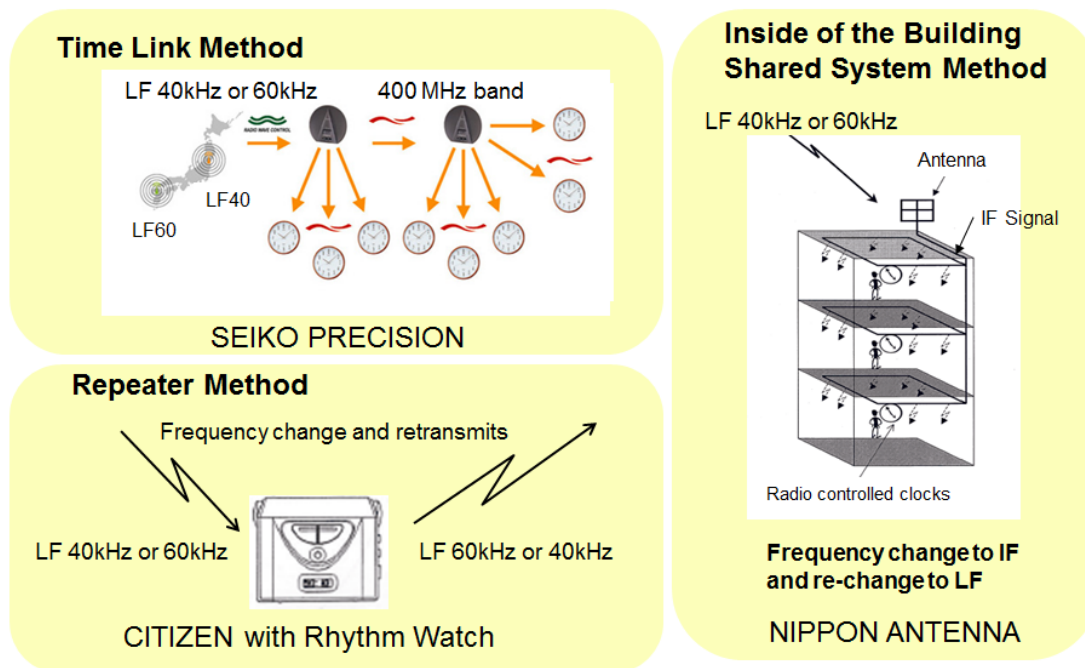 Time Link Method
LF 40kHz or 60kHz
400 MHz band
RADIO WAVE CONTROL
LF40
LF60
SEIKO PRECISION
Repeater Method
Frequency change and retransmits
LF 40kHz or 60kHz
LF 60kHz or 40kHz
CITIZEN with Rhythm Watch
Inside of the Building
Shared System Method
LF 40kHz or 60kHz
Antenna
IF Signal
Radio controlled clocks
Frequency change to IF
and re-change to LF
NIPPON ANTENNA